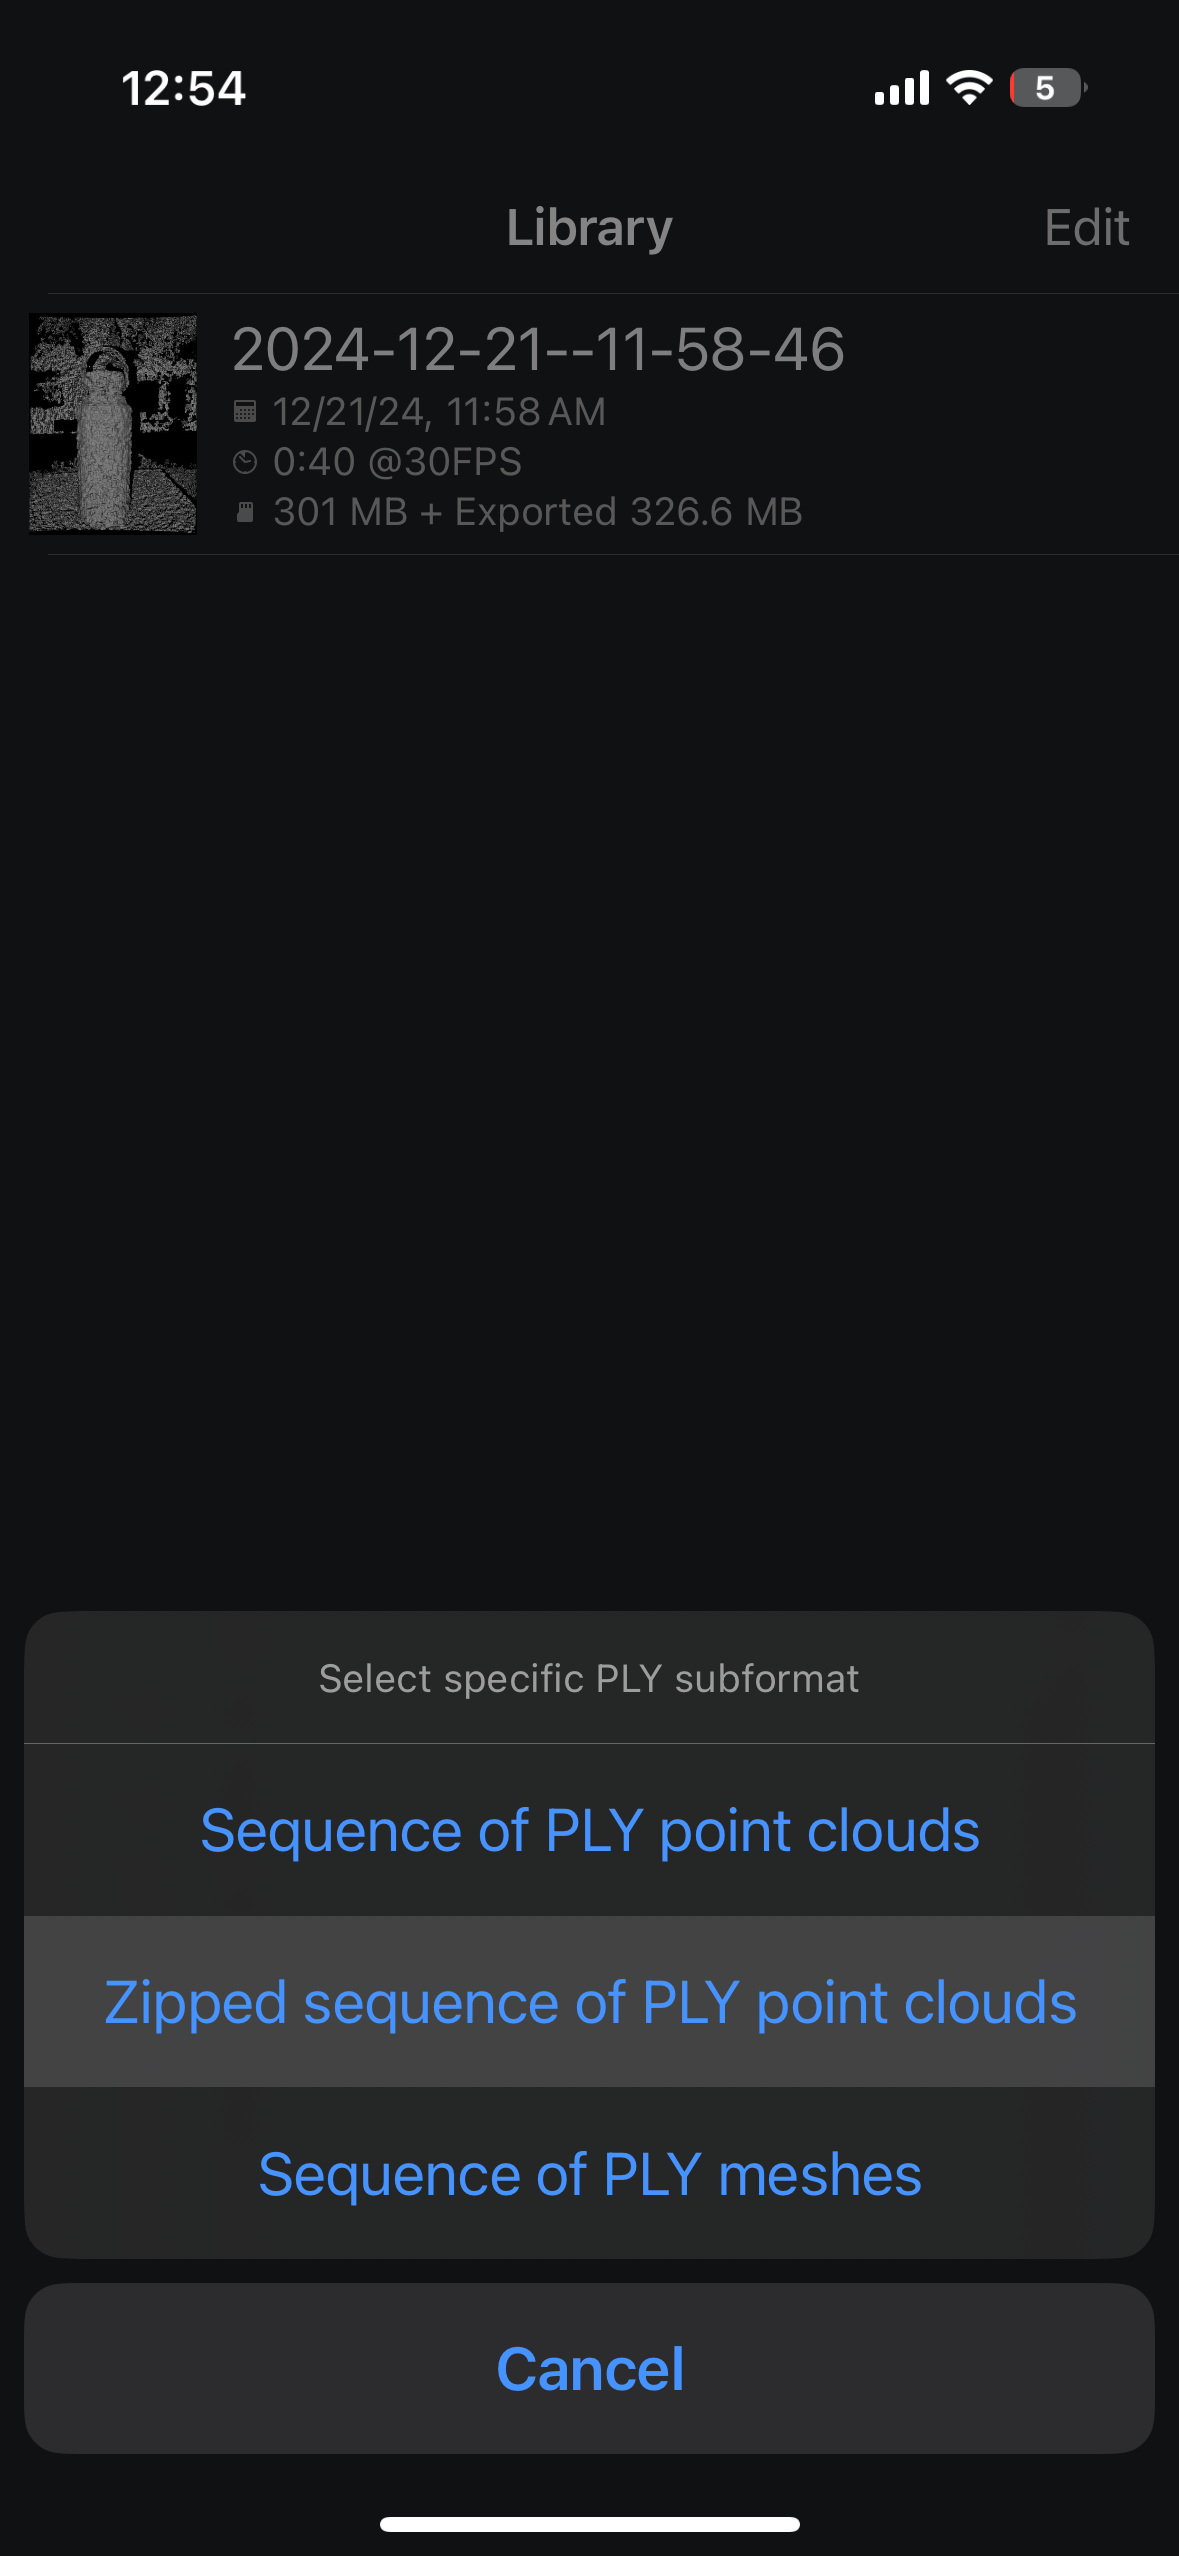 12:54
5
Library
Edit
2024-12-21--11-58-46
12/21/24, 11:58 AM
0:40 @30FPS
301 MB + Exported 326.6 MB
Select specific PLY subformat
Sequence of PLY point clouds
Zipped sequence of PLY point clouds
Sequence of PLY meshes
Cancel